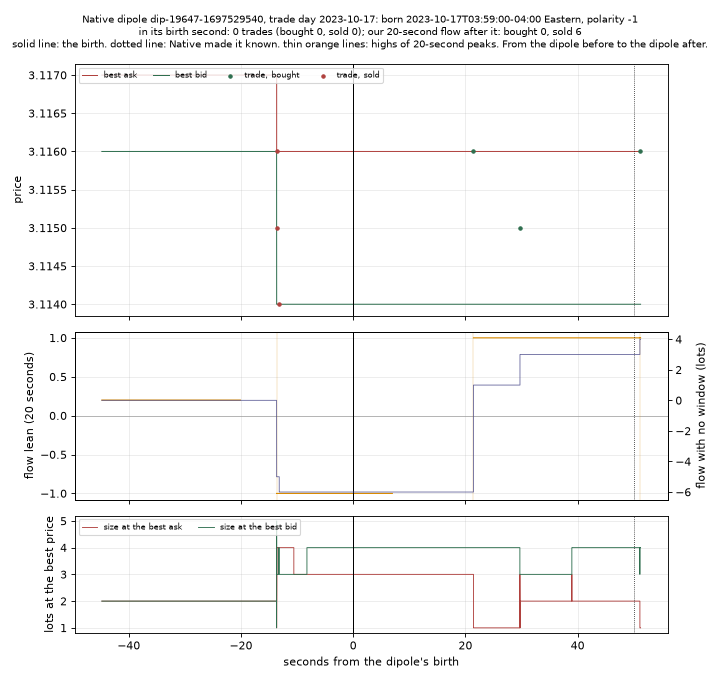 Native dipole dip-19647-1697529540, trade day 2023-10-17: born 2023-10-17T03:59:00-04:00 Eastern, polarity -1
in its birth second: 0 trades (bought 0, sold 0); our 20-second flow after it: bought 0, sold 6
solid line: the birth. dotted line: Native made it known. thin orange lines: highs of 20-second peaks. From the dipole before to the dipole after.
best ask best bid trade, bought trade, sold
3.1170
3.1165
3.1160
3.1155
3.1150
3.1145
3.1140
price
1.0
0.5
0.0
−0.5
−1.0
flow lean (20 seconds)
4
2
0
−2
−4
−6
flow with no window (lots)
size at the best ask size at the best bid
5
4
3
2
1
lots at the best price
−40 −20 0 20 40
seconds from the dipole's birth